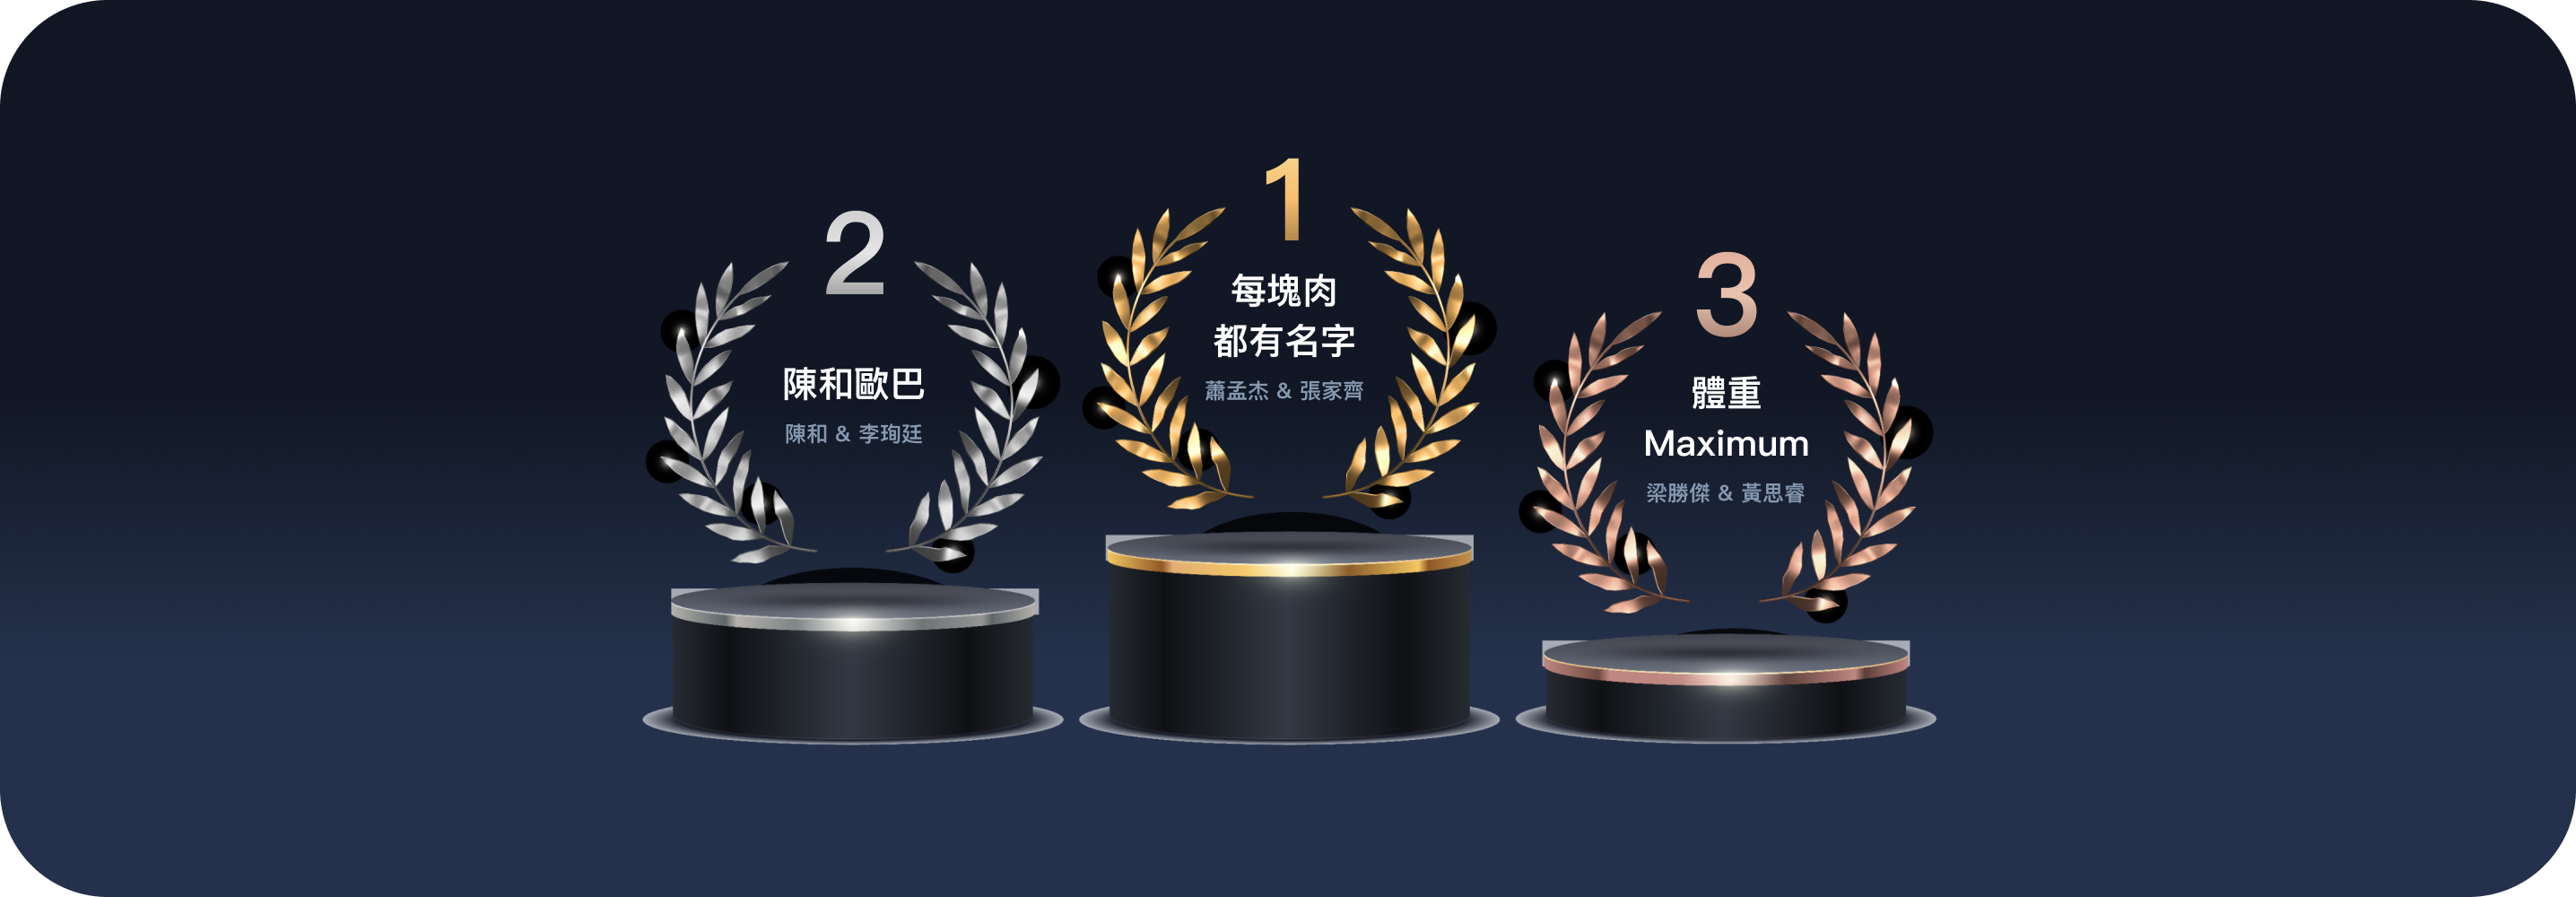 2
陳和歐巴
陳和 & 李珣廷
1
每塊肉
都有名字
蕭孟杰 & 張家齊
3
體重
Maximum
梁勝傑 & 黃思睿